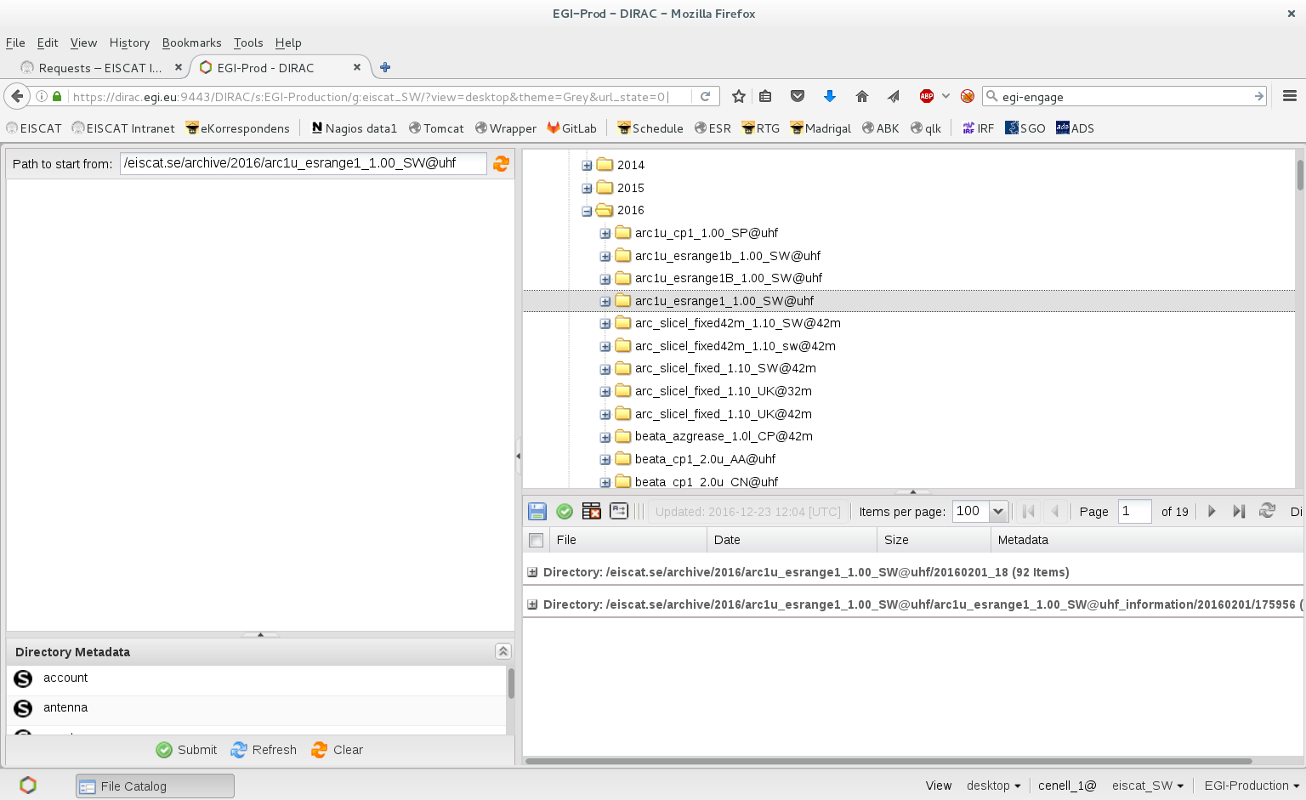 EGI-Prod - DIRAC - Mozilla Firefox
File Edit View History Bookmarks Tools Help
Requests – EISCAT I... EGI-Prod - DIRAC
https://dirac.egi.eu:9443/DIRAC/s:EGI-Production/g:eiscat_SW/?view=desktop&theme=Grey&url_state=0| ABP egi-engage
EISCAT EISCAT Intranet eKorrespondens Nagios data1 Tomcat Wrapper GitLab Schedule ESR RTG Madrigal ABK qlk IRF SGO ADS
Path to start from: /eiscat.se/archive/2016/arc1u_esrange1_1.00_SW@uhf
2014
2015
2016
arc1u_cp1_1.00_SP@uhf
arc1u_esrange1b_1.00_SW@uhf
arc1u_esrange1B_1.00_SW@uhf
arc1u_esrange1_1.00_SW@uhf
arc_slicel_fixed42m_1.10_SW@42m
arc_slicel_fixed42m_1.10_sw@42m
arc_slicel_fixed_1.10_SW@42m
arc_slicel_fixed_1.10_UK@32m
arc_slicel_fixed_1.10_UK@42m
beata_azgrease_1.0l_CP@42m
beata_cp1_2.0u_AA@uhf
beata_cp1_2.0u_CN@uhf
Updated: 2016-12-23 12:04 [UTC] Items per page: 100 Page 1 of 19 Di
File Date Size Metadata
Directory: /eiscat.se/archive/2016/arc1u_esrange1_1.00_SW@uhf/20160201_18 (92 Items)
Directory: /eiscat.se/archive/2016/arc1u_esrange1_1.00_SW@uhf/arc1u_esrange1_1.00_SW@uhf_information/20160201/175956 (
Directory Metadata
account
antenna
Submit Refresh Clear
File Catalog View desktop cenell_1@ eiscat_SW EGI-Production